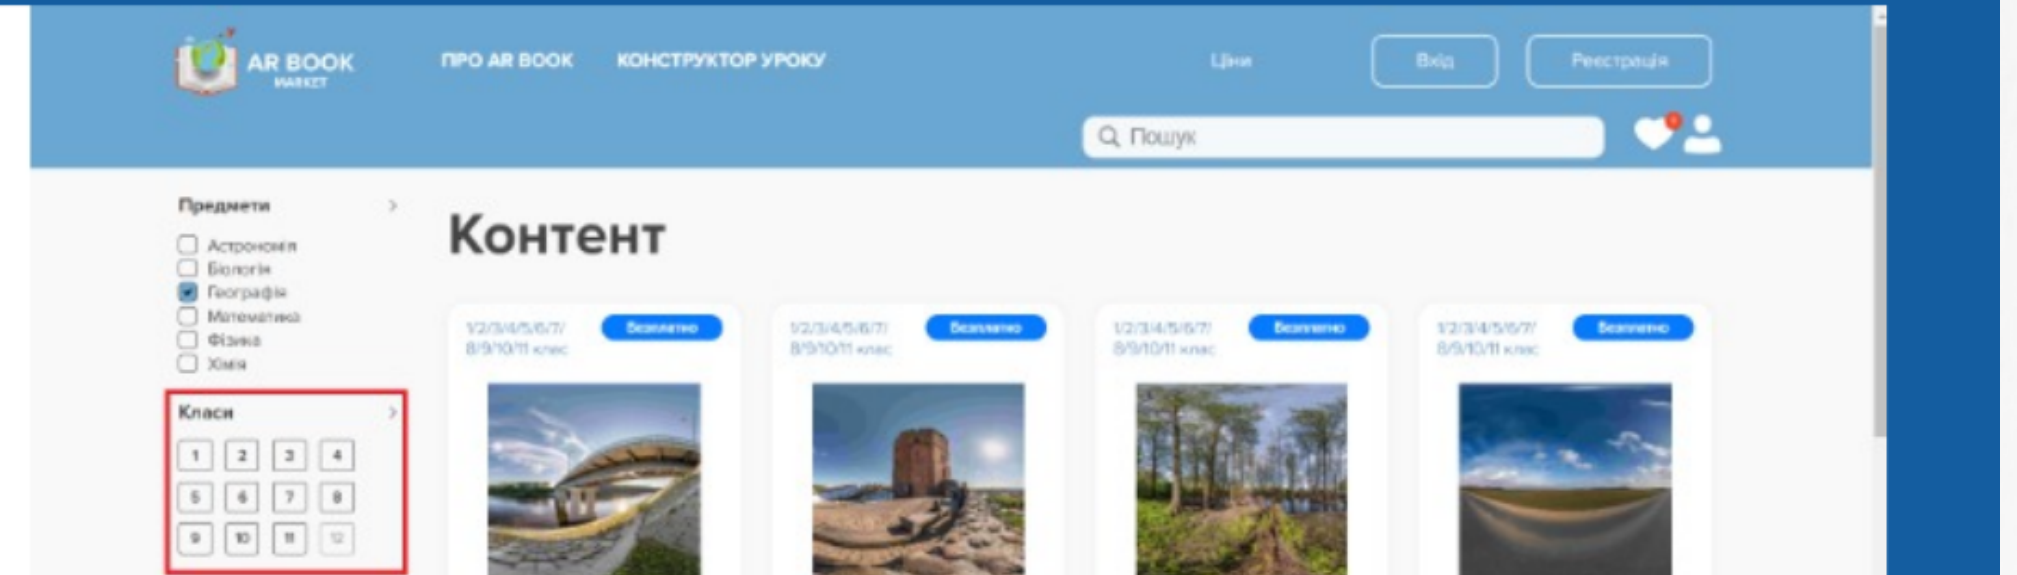 AR BOOK
MARKET
ПРО AR BOOK
КОНСТРУКТОР УРОКУ
Ціни
Вхід
Реєстрація
Пошук
Предмети
Астрономія
Біологія
Географія
Математика
Фізика
Хімія
Класи
1 2 3 4
5 6 7 8
9 10 11 12
Контент
1/2/3/4/5/6/7/
8/9/10/11 клас
Безплатно
1/2/3/4/5/6/7/
8/9/10/11 клас
Безплатно
1/2/3/4/5/6/7/
8/9/10/11 клас
Безплатно
1/2/3/4/5/6/7/
8/9/10/11 клас
Безплатно